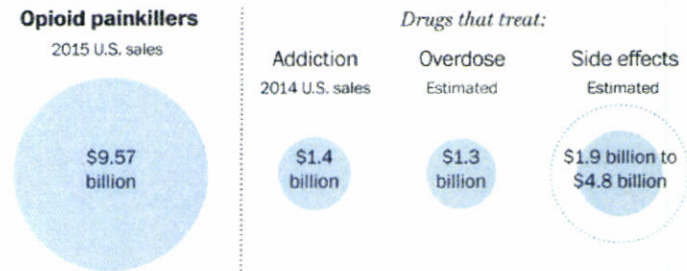 Opioid painkillers
2015 U.S. sales
$9.57
billion
Drugs that treat:
Addiction
2014 U.S. sales
$1.4
billion
Overdose
Estimated
$1.3
billion
Side effects
Estimated
$1.9 billion to
$4.8 billion